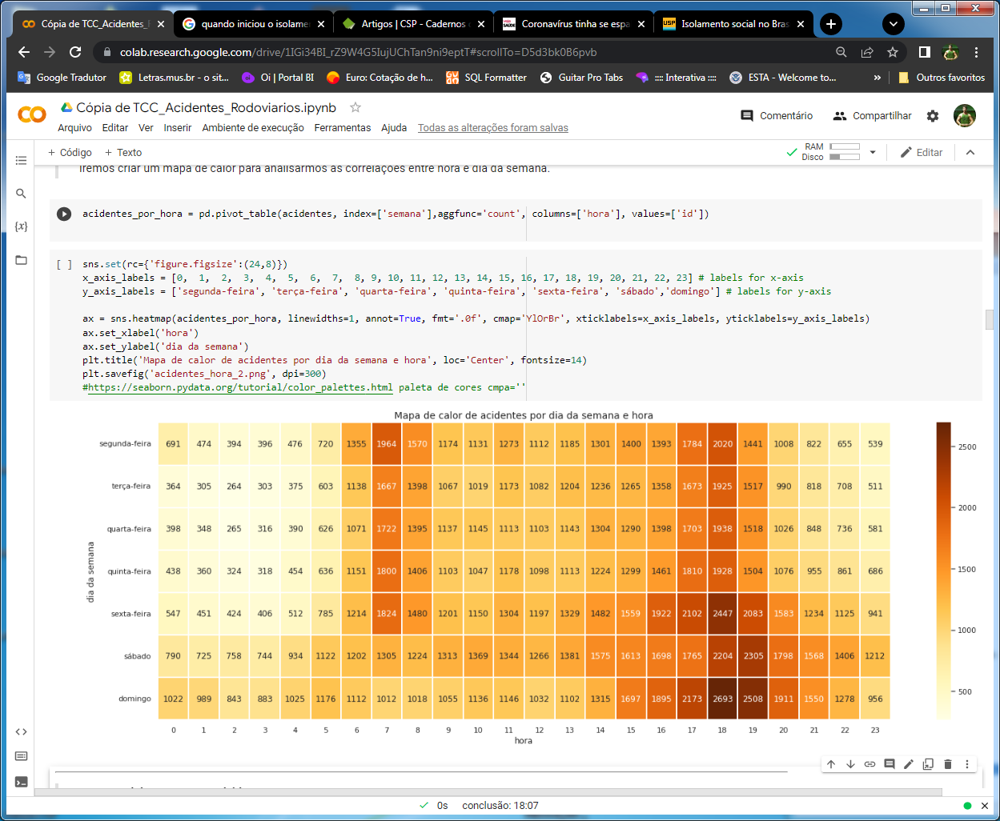 Cópia de TCC_Acidentes_
quando iniciou o isolame
Artigos | CSP - Cadernos
Coronavírus tinha se espa
Isolamento social no Bras
colab.research.google.com/drive/1IGi34BI_rZ9W4G5IujUChTan9ni9eptT#scrollTo=D5d3bk0B6pvb
Google Tradutor
Letras.mus.br - o sit...
Oi | Portal BI
Euro: Cotação de h...
SQL Formatter
Guitar Pro Tabs
:::: Interativa ::::
ESTA - Welcome to...
»
Outros favoritos
Cópia de TCC_Acidentes_Rodoviarios.ipynb
Comentário
Compartilhar
Arquivo Editar Ver Inserir Ambiente de execução Ferramentas Ajuda Todas as alterações foram salvas
+ Código + Texto
RAM
Disco
Editar
Iremos criar um mapa de calor para analisarmos as correlações entre hora e dia da semana.
acidentes_por_hora = pd.pivot_table(acidentes, index=['semana'],aggfunc='count', columns=['hora'], values=['id'])
[ ] sns.set(rc={'figure.figsize':(24,8)})
x_axis_labels = [0, 1, 2, 3, 4, 5, 6, 7, 8, 9, 10, 11, 12, 13, 14, 15, 16, 17, 18, 19, 20, 21, 22, 23] # labels for x-axis
y_axis_labels = ['segunda-feira', 'terça-feira', 'quarta-feira', 'quinta-feira', 'sexta-feira', 'sábado','domingo'] # labels for y-axis
ax = sns.heatmap(acidentes_por_hora, linewidths=1, annot=True, fmt='.0f', cmap='YlOrBr', xticklabels=x_axis_labels, yticklabels=y_axis_labels)
ax.set_xlabel('hora')
ax.set_ylabel('dia da semana')
plt.title('Mapa de calor de acidentes por dia da semana e hora', loc='Center', fontsize=14)
plt.savefig('acidentes_hora_2.png', dpi=300)
#https://seaborn.pydata.org/tutorial/color_palettes.html paleta de cores cmpa=''
Mapa de calor de acidentes por dia da semana e hora
segunda-feira 691 474 394 396 476 720 1355 1964 1570 1174 1131 1273 1112 1185 1301 1400 1393 1784 2020 1441 1008 822 655 539
terça-feira 364 305 264 303 375 603 1138 1667 1398 1067 1019 1173 1082 1204 1236 1265 1358 1673 1925 1517 990 818 708 511
quarta-feira 398 348 265 316 390 626 1071 1722 1395 1137 1145 1113 1103 1143 1304 1290 1398 1703 1938 1518 1026 848 736 581
quinta-feira 438 360 324 318 454 636 1151 1800 1406 1103 1047 1178 1098 1113 1224 1299 1461 1810 1928 1504 1076 955 861 686
sexta-feira 547 451 424 406 512 785 1214 1824 1480 1201 1150 1304 1197 1329 1482 1559 1922 2102 2447 2083 1583 1234 1125 941
sábado 790 725 758 744 934 1122 1202 1305 1224 1313 1369 1344 1266 1381 1575 1613 1698 1765 2204 2305 1798 1568 1406 1212
domingo 1022 989 843 883 1025 1176 1112 1012 1018 1055 1136 1146 1032 1102 1315 1697 1895 2173 2693 2508 1911 1550 1278 956
0 1 2 3 4 5 6 7 8 9 10 11 12 13 14 15 16 17 18 19 20 21 22 23
hora
dia da semana
2500
2000
1500
1000
500
0s conclusão: 18:07